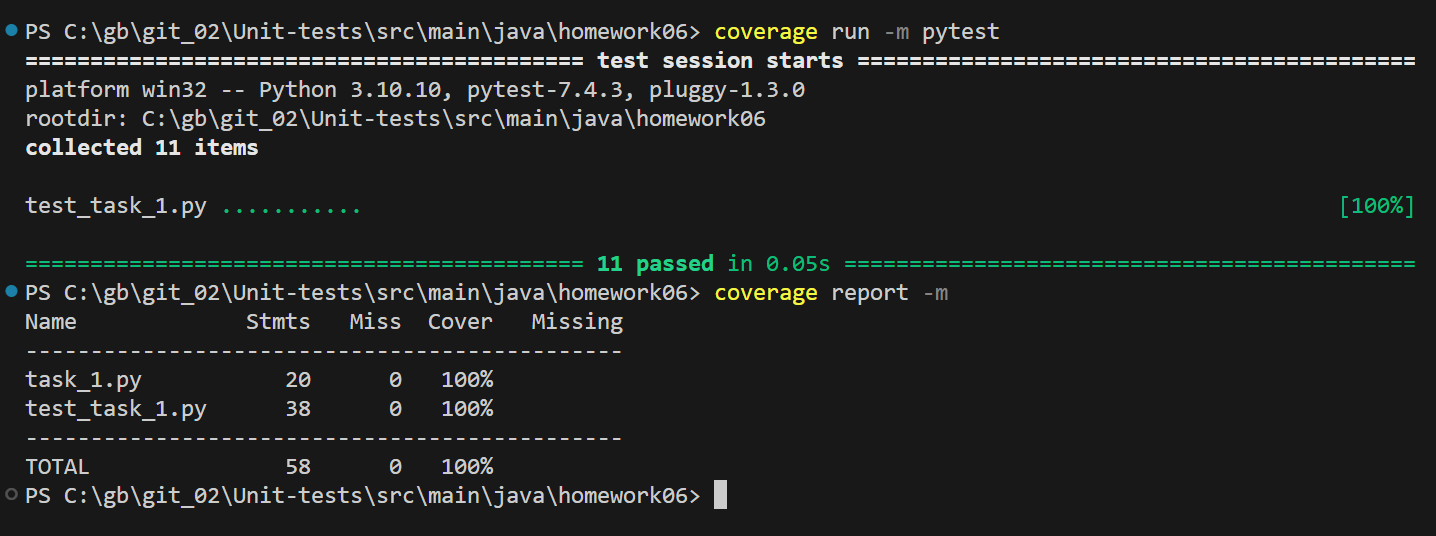 PS C:\gb\git_02\Unit-tests\src\main\java\homework06> coverage run -m pytest
=========================================== test session starts ===========================================
platform win32 -- Python 3.10.10, pytest-7.4.3, pluggy-1.3.0
rootdir: C:\gb\git_02\Unit-tests\src\main\java\homework06
collected 11 items
test_task_1.py ........... [100%]
=========================================== 11 passed in 0.05s ============================================
PS C:\gb\git_02\Unit-tests\src\main\java\homework06> coverage report -m
Name             Stmts   Miss  Cover   Missing
----------------------------------------------
task_1.py           20      0   100%
test_task_1.py      38      0   100%
----------------------------------------------
TOTAL               58      0   100%
PS C:\gb\git_02\Unit-tests\src\main\java\homework06>